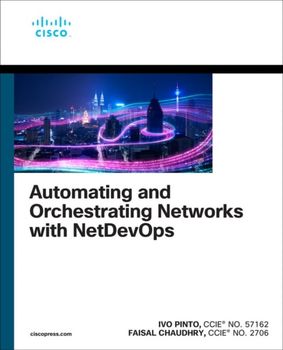 CISCO
Automating and
Orchestrating Networks
with NetDevOps
ciscopress.com
IVO PINTO, CCIE® NO. 57162
FAISAL CHAUDHRY, CCIE® NO. 2706